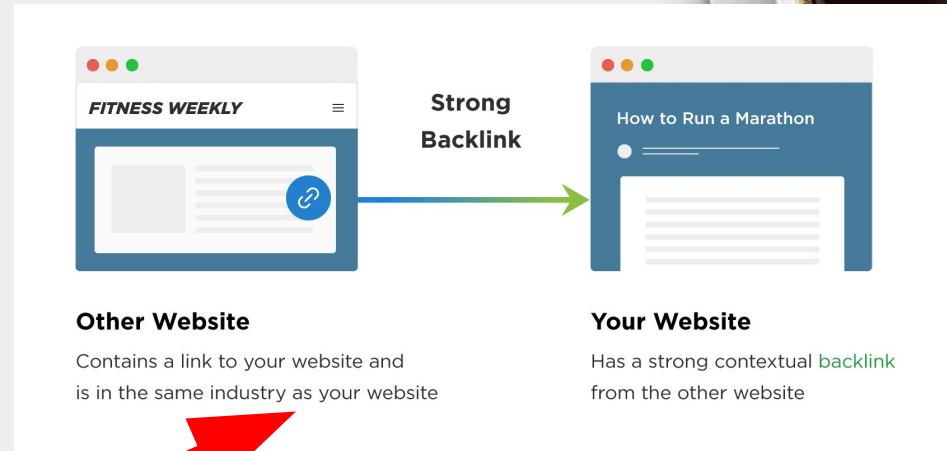 FITNESS WEEKLY
Strong
Backlink
How to Run a Marathon
Other Website
Contains a link to your website and
is in the same industry as your website
Your Website
Has a strong contextual backlink
from the other website